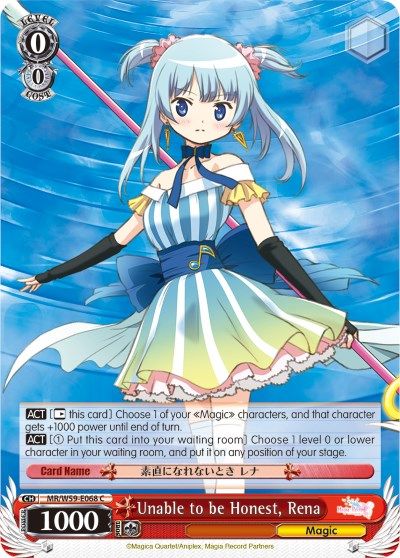 LEVEL
0
0
COST
ACT [ this card] Choose 1 of your «Magic» characters, and that character
gets +1000 power until end of turn.
ACT [① Put this card into your waiting room] Choose 1 level 0 or lower
character in your waiting room, and put it on any position of your stage.
Card Name 素直になれないとき レナ
CH MR/W59-E068 C
Unable to be Honest, Rena
POWER 1000
SOUL
Magic
©Magica Quartet/Aniplex, Magia Record Partners